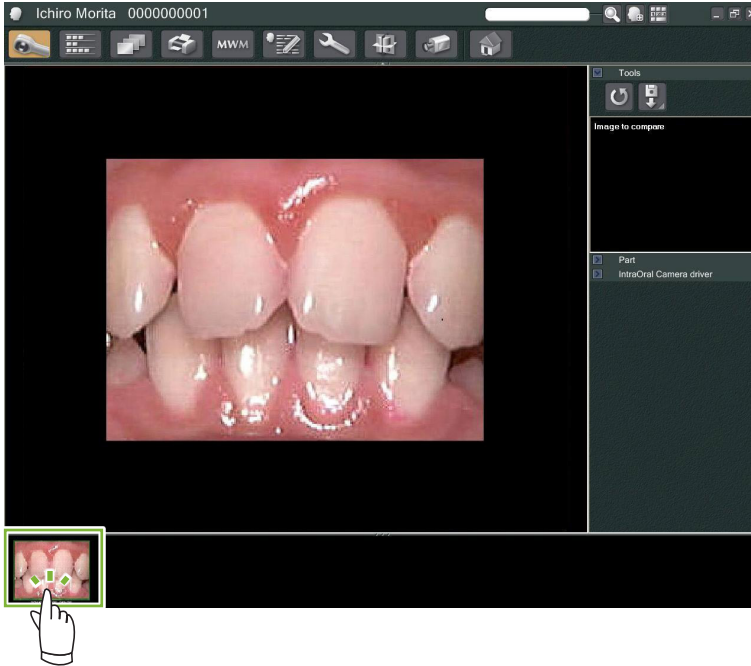 Ichiro Morita 0000000001
MWM
Tools
Image to compare
Part
IntraOral Camera driver